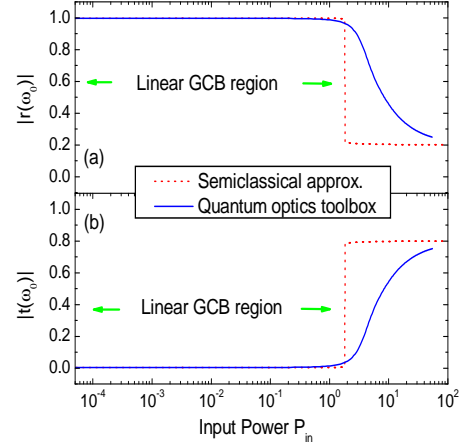 1.0
0.8
0.6
0.4
0.2
0.0
|r(ω₀)|
Linear GCB region
(a)
Semiclassical approx.
Quantum optics toolbox
1.0
0.8
0.6
0.4
0.2
0.0
|t(ω₀)|
(b)
Linear GCB region
10⁻⁴ 10⁻³ 10⁻² 10⁻¹ 10⁰ 10¹ 10²
Input Power P_in